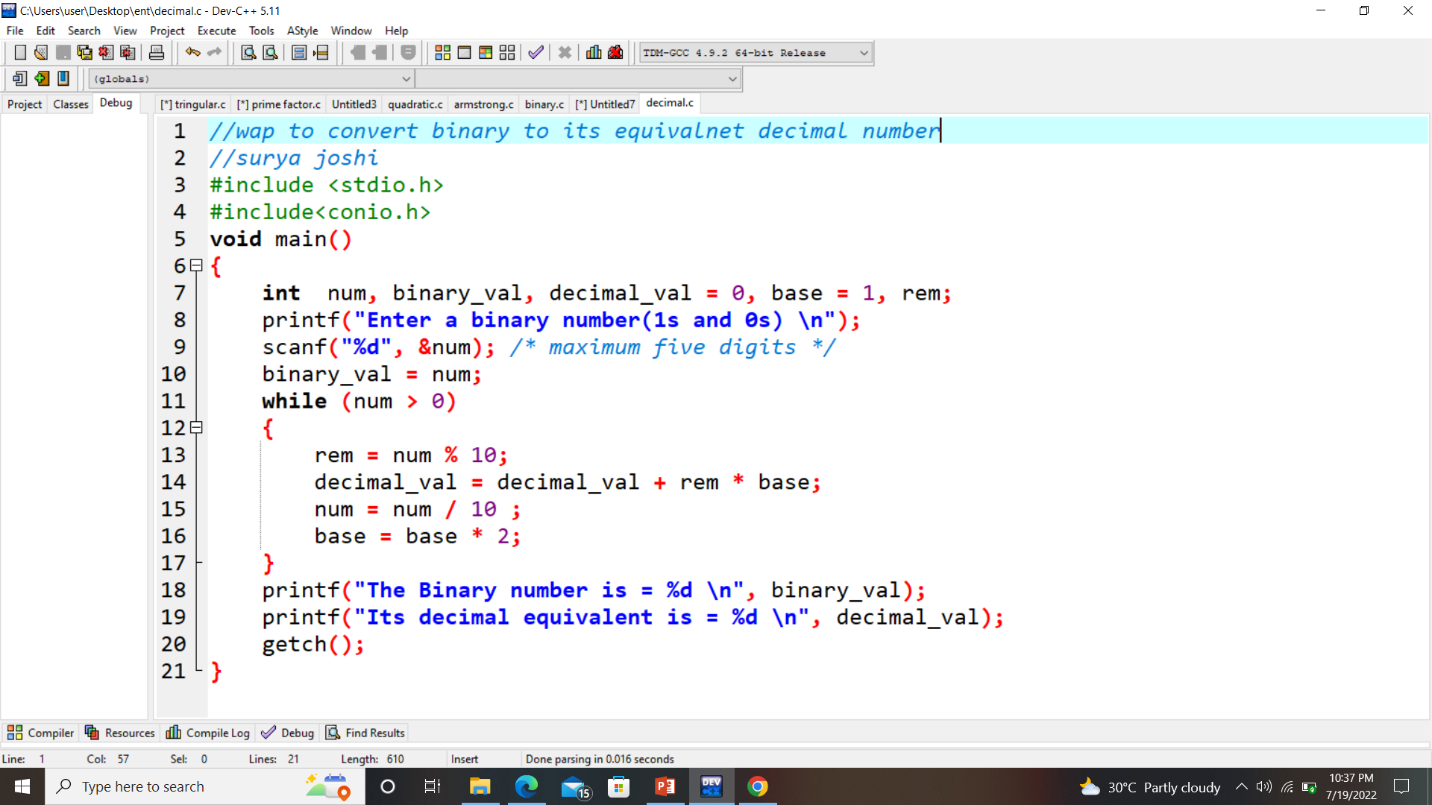 C:\Users\user\Desktop\ent\decimal.c - Dev-C++ 5.11
File Edit Search View Project Execute Tools AStyle Window Help
TDM-GCC 4.9.2 64-bit Release
(globals)
Project Classes Debug [*] tringular.c [*] prime factor.c Untitled3 quadratic.c armstrong.c binary.c [*] Untitled7 decimal.c
1 //wap to convert binary to its equivalnet decimal number
2 //surya joshi
3 #include <stdio.h>
4 #include<conio.h>
5 void main()
6 {
7 int  num, binary_val, decimal_val = 0, base = 1, rem;
8 printf("Enter a binary number(1s and 0s) \n");
9 scanf("%d", &num); /* maximum five digits */
10 binary_val = num;
11 while (num > 0)
12 {
13 rem = num % 10;
14 decimal_val = decimal_val + rem * base;
15 num = num / 10 ;
16 base = base * 2;
17 }
18 printf("The Binary number is = %d \n", binary_val);
19 printf("Its decimal equivalent is = %d \n", decimal_val);
20 getch();
21 }
Compiler Resources Compile Log Debug Find Results
Line: 1 Col: 57 Sel: 0 Lines: 21 Length: 610 Insert Done parsing in 0.016 seconds
Type here to search 15 DEV 30°C Partly cloudy 10:37 PM
7/19/2022